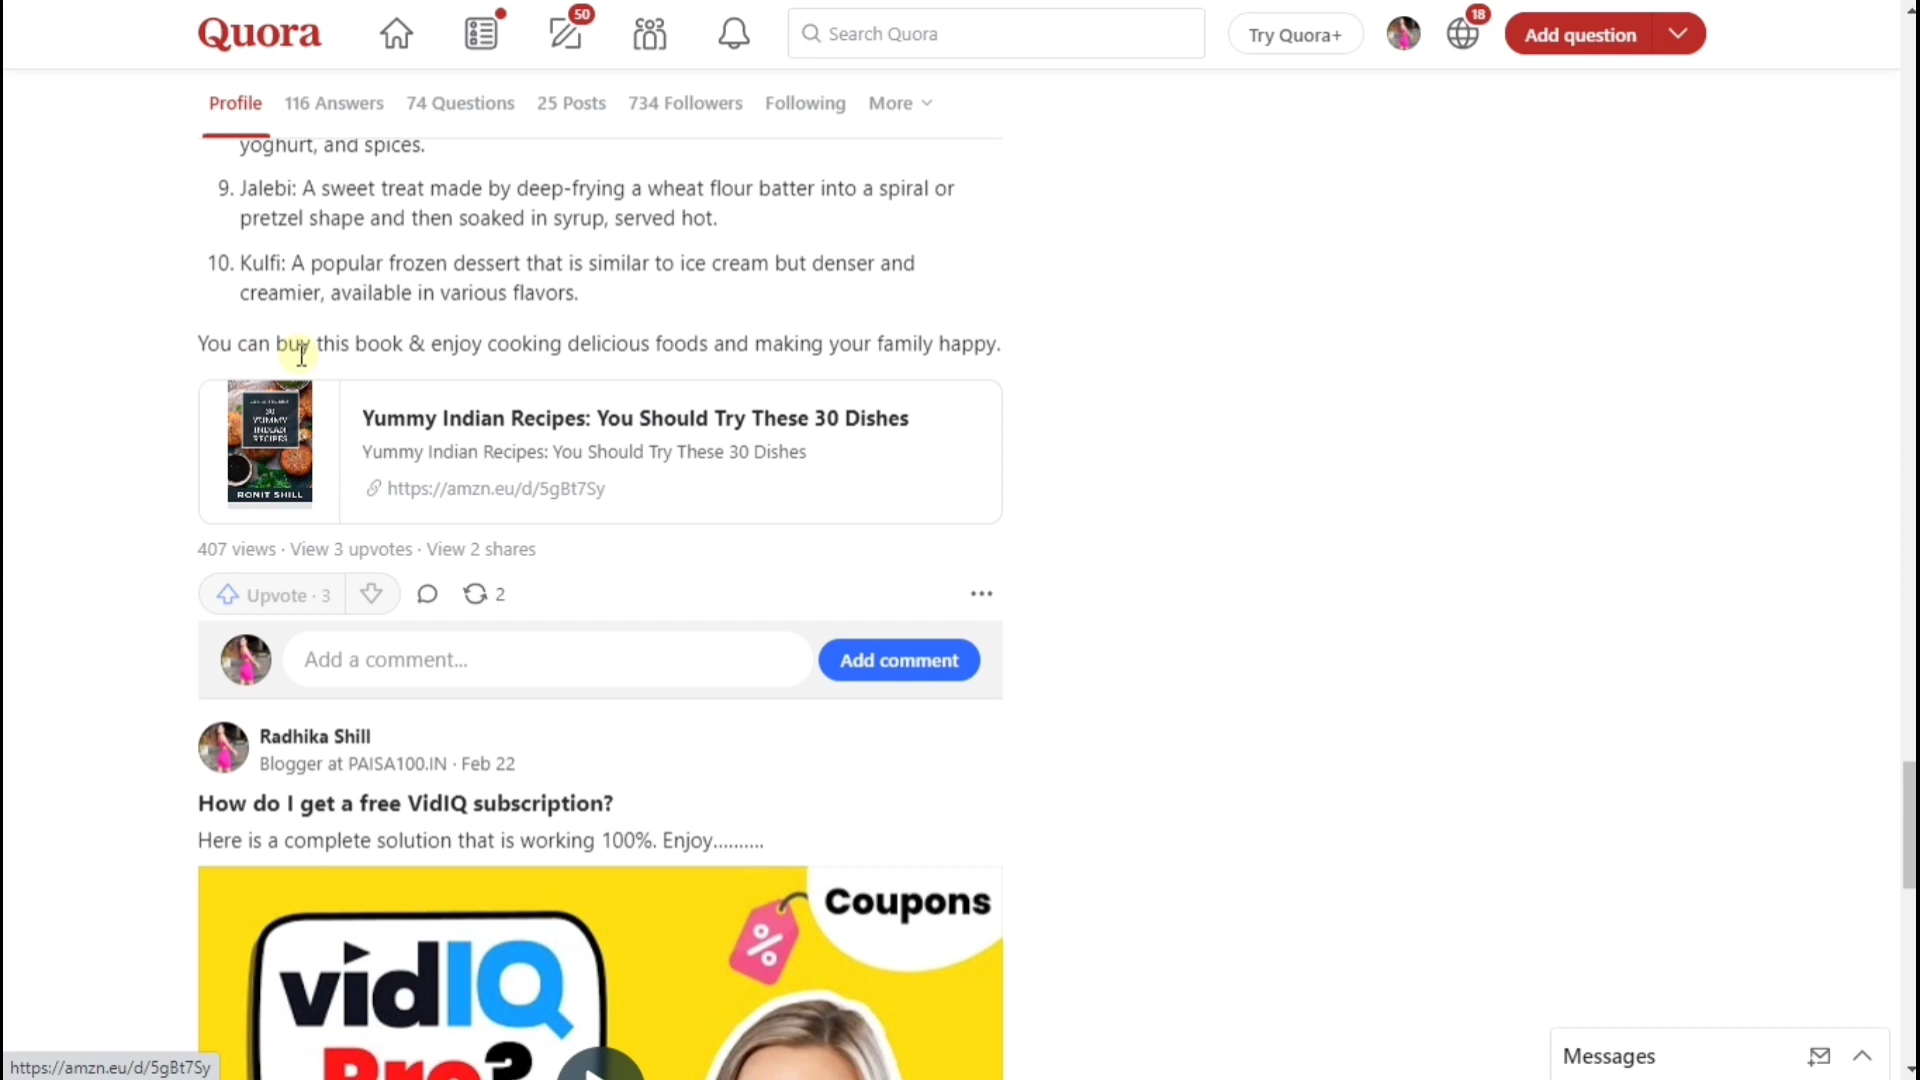 Quora
50
Search Quora
Try Quora+
18
Add question
Profile
116 Answers
74 Questions
25 Posts
734 Followers
Following
More
yoghurt, and spices.
9. Jalebi: A sweet treat made by deep-frying a wheat flour batter into a spiral or
pretzel shape and then soaked in syrup, served hot.
10. Kulfi: A popular frozen dessert that is similar to ice cream but denser and
creamier, available in various flavors.
You can buy this book & enjoy cooking delicious foods and making your family happy.
30
YUMMY
INDIAN
RECIPES
RONIT SHILL
Yummy Indian Recipes: You Should Try These 30 Dishes
Yummy Indian Recipes: You Should Try These 30 Dishes
https://amzn.eu/d/5gBt7Sy
407 views · View 3 upvotes · View 2 shares
Upvote · 3
2
Add a comment...
Add comment
Radhika Shill
Blogger at PAISA100.IN · Feb 22
How do I get a free VidIQ subscription?
Here is a complete solution that is working 100%. Enjoy..........
Coupons
%
vidIQ
Pro?
Messages
https://amzn.eu/d/5gBt7Sy